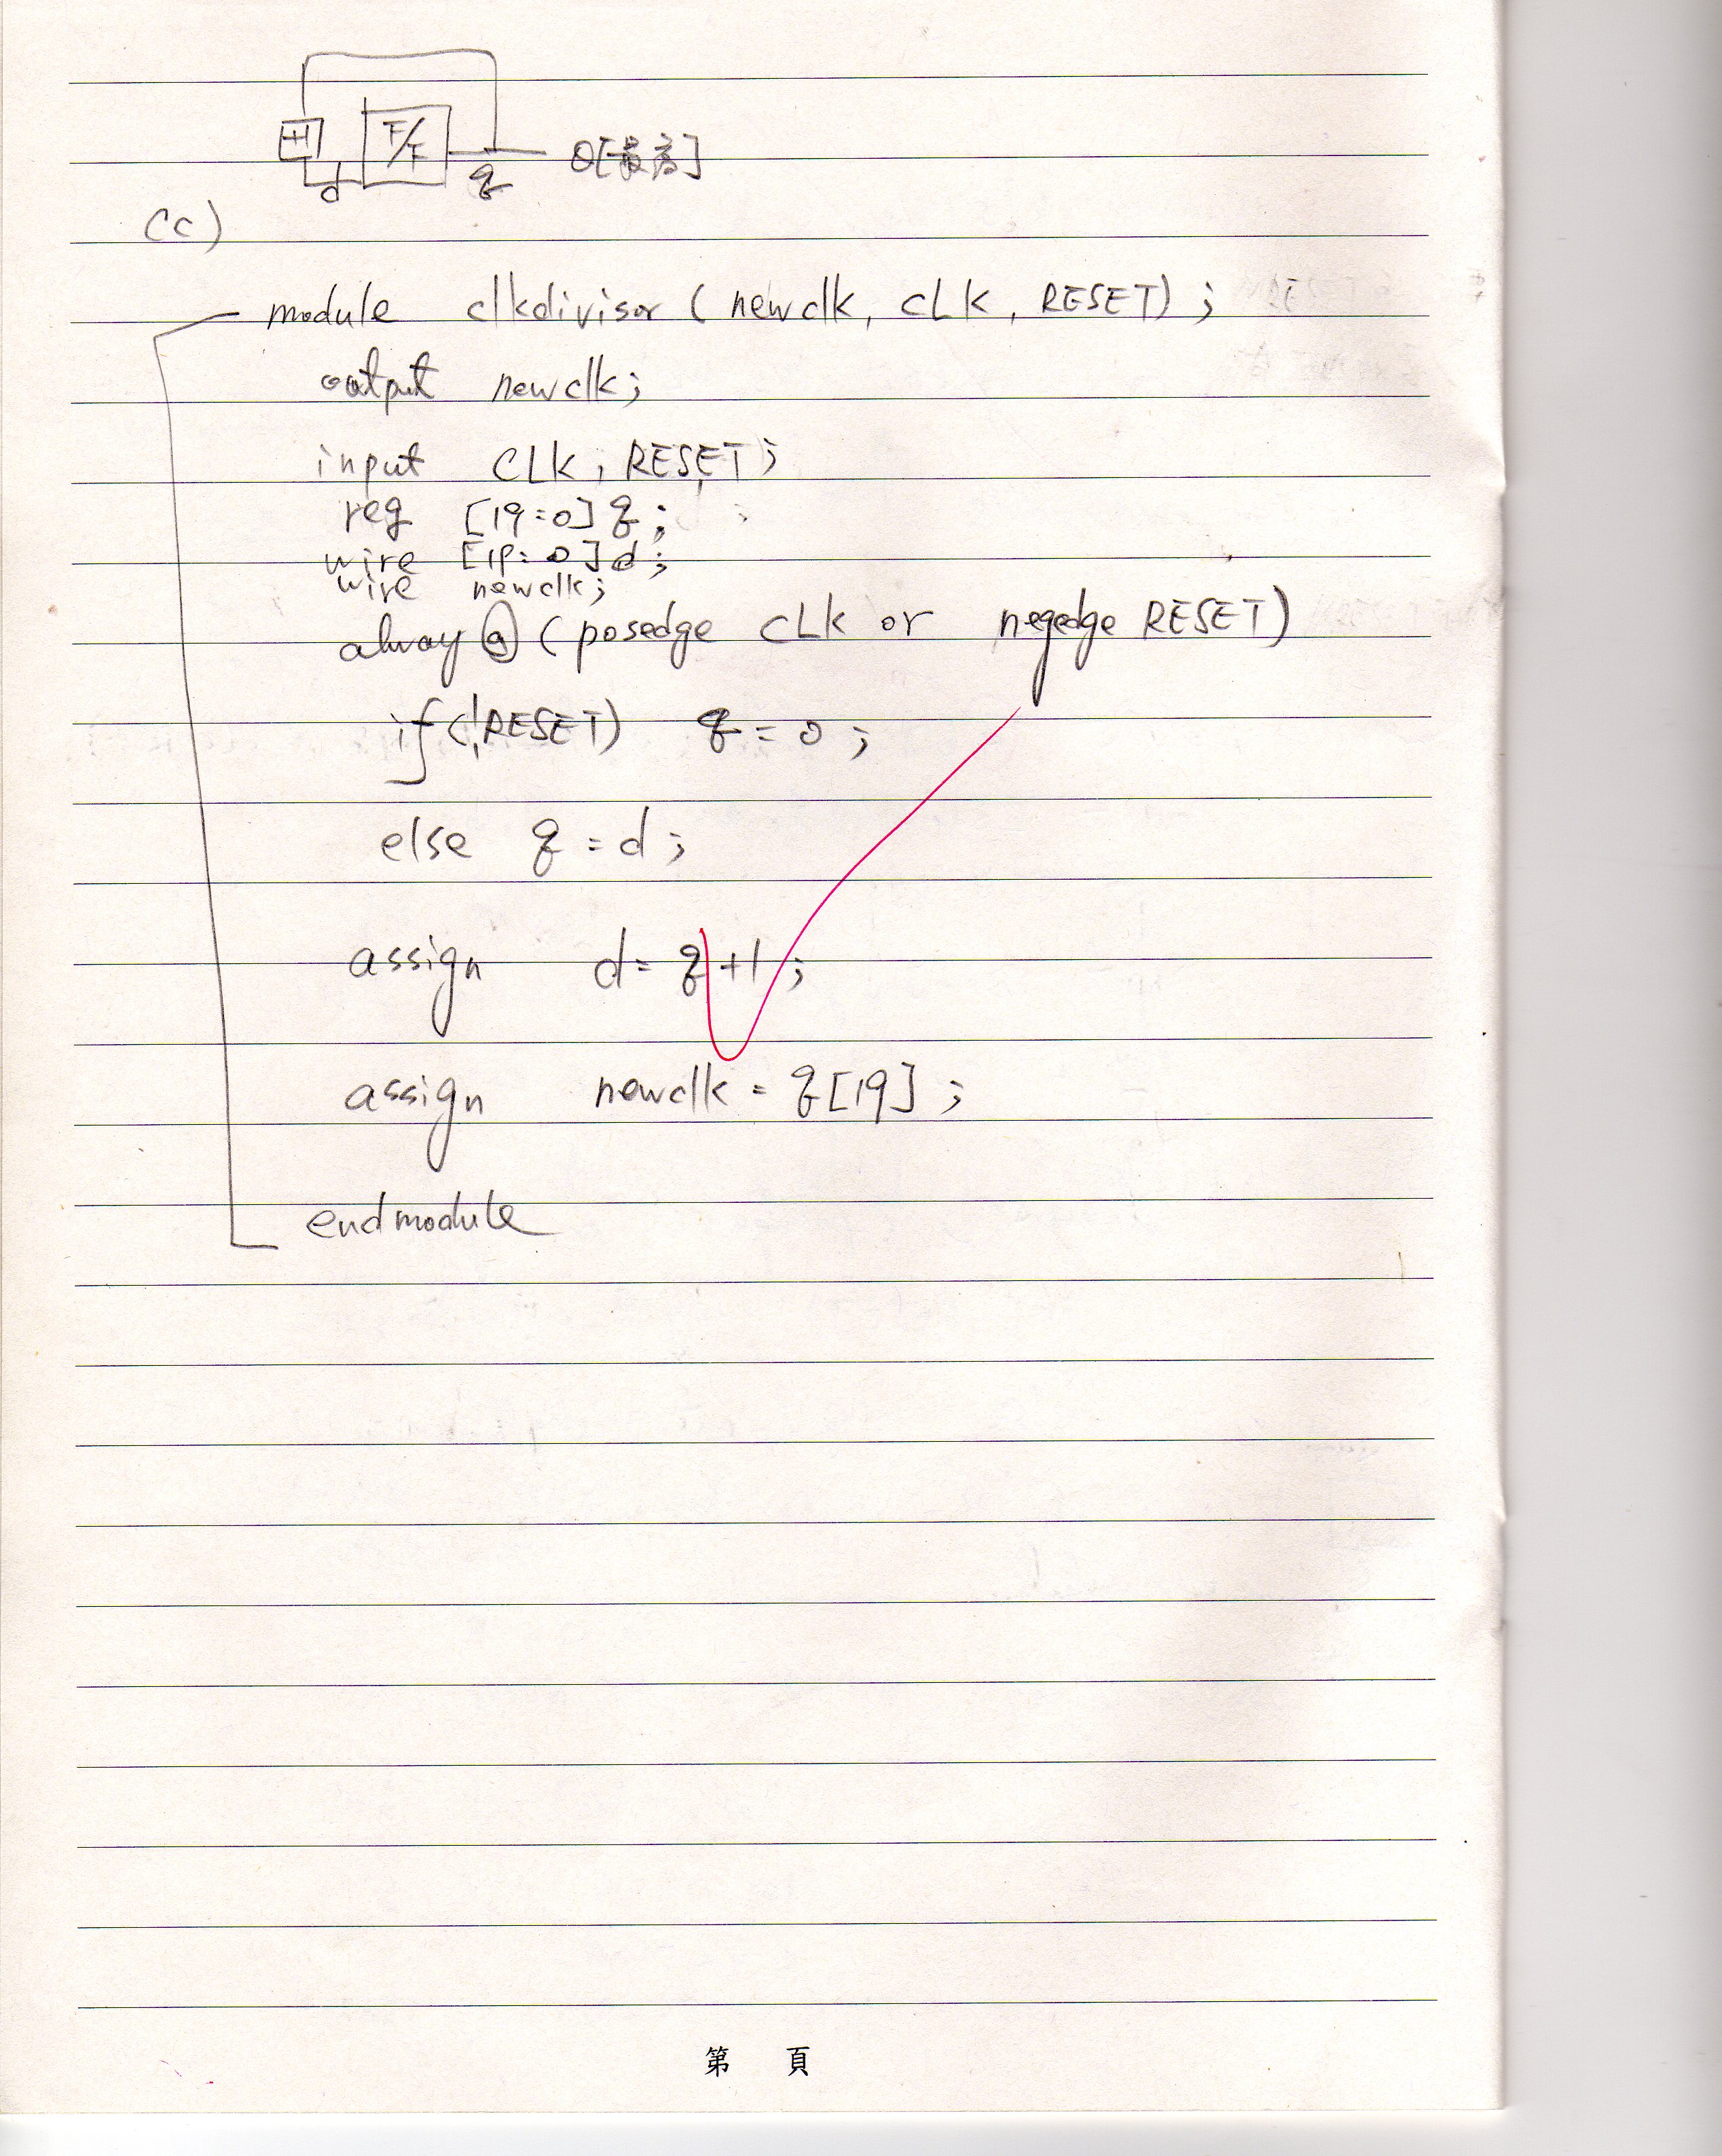 +1 F/F Q[最高]
d q
(c)
module clkdivisor (newclk, CLK, RESET);
output newclk;
input CLK, RESET;
reg [19:0] q;
wire [19:0] d;
wire newclk;
alway @ (posedge CLK or negedge RESET)
if (!RESET) q = 0;
else q = d;
assign d = q+1;
assign newclk = q[19];
endmodule
第 頁